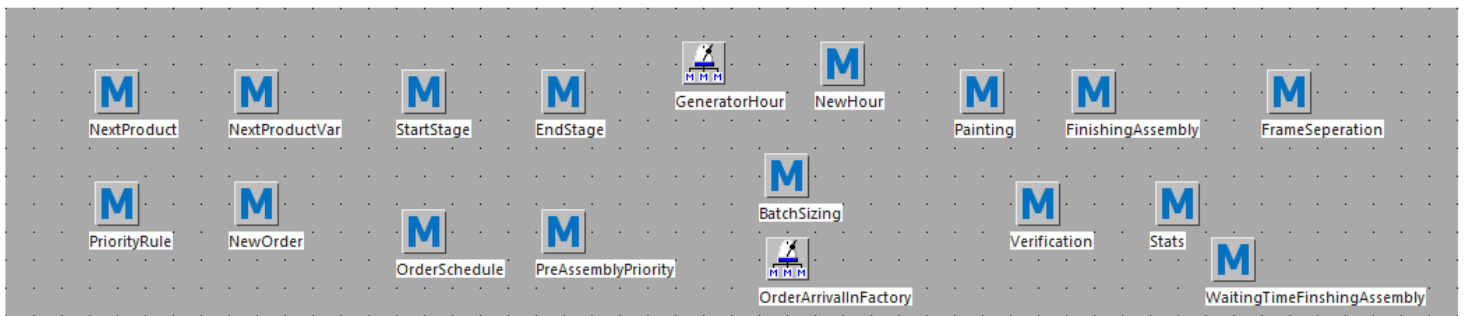 M
M
M
M
M M M
M
M
M
M
NextProduct
NextProductVar
StartStage
EndStage
GeneratorHour
NewHour
Painting
FinishingAssembly
FrameSeperation
M
M
M
M
M
M
M
PriorityRule
NewOrder
OrderSchedule
PreAssemblyPriority
BatchSizing
M M M
OrderArrivalInFactory
Verification
Stats
M
WaitingTimeFinshingAssembly